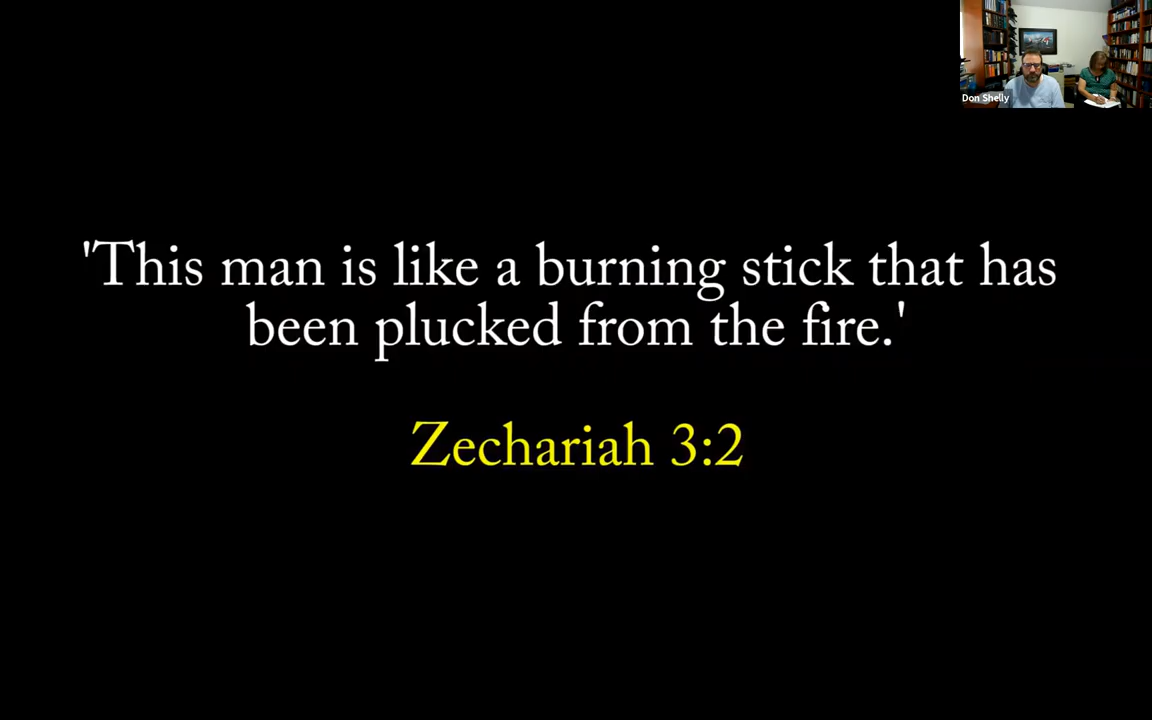 Don Shelly
'This man is like a burning stick that has
been plucked from the fire.'
Zechariah 3:2